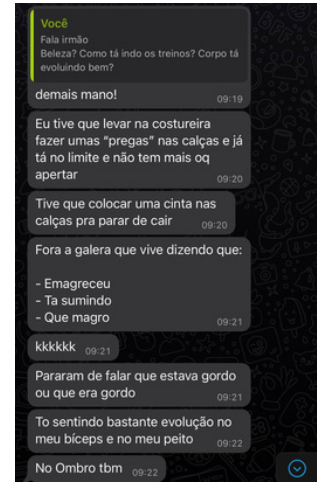 Você
Fala irmão
Beleza? Como tá indo os treinos? Corpo tá
evoluindo bem?
demais mano!
09:19
Eu tive que levar na costureira
fazer umas “pregas” nas calças e já
tá no limite e não tem mais oq
apertar
09:20
Tive que colocar uma cinta nas
calças pra parar de cair
09:20
Fora a galera que vive dizendo que:
- Emagreceu
- Ta sumindo
- Que magro
09:21
kkkkkk
09:21
Pararam de falar que estava gordo
ou que era gordo
09:21
To sentindo bastante evolução no
meu bíceps e no meu peito
09:22
No Ombro tbm
09:22